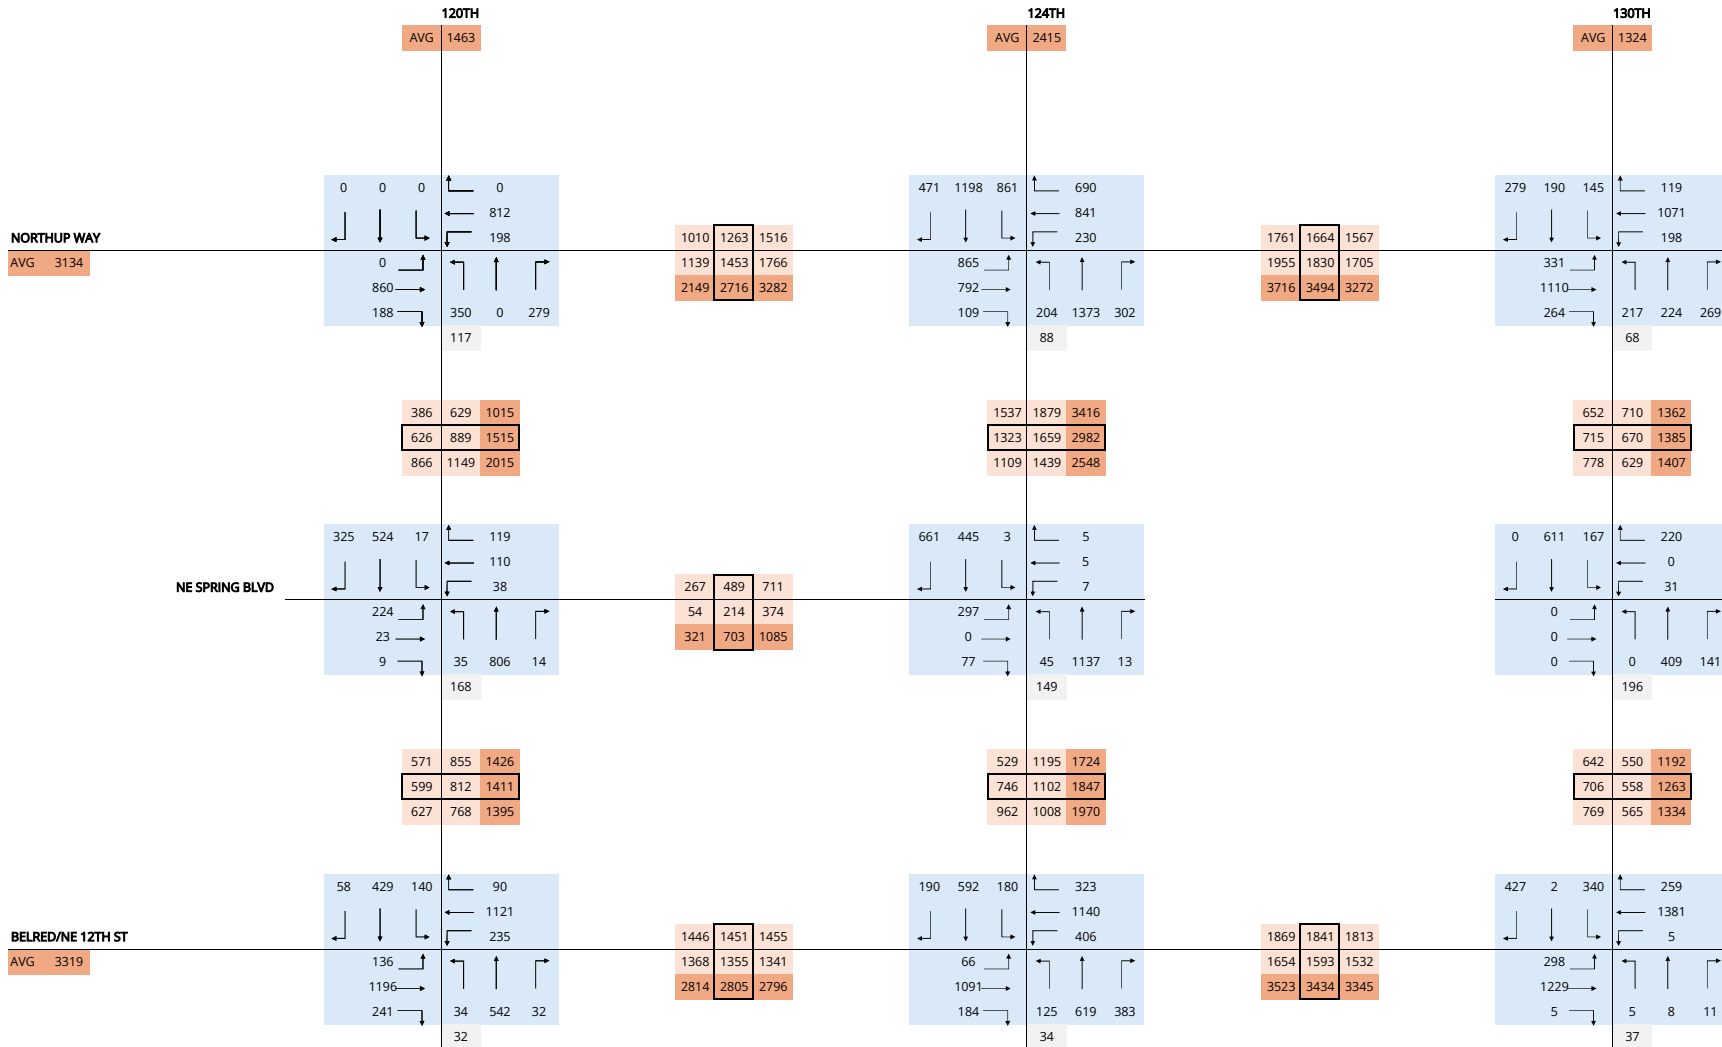 120TH 124TH 130TH
AVG 1463 AVG 2415 AVG 1324
0 0 0 0 471 1198 861 690 279 190 145 119
812 841 1071
NORTHUP WAY 198 1010 1263 1516 230 1761 1664 1567 198
AVG 3134 0 1139 1453 1766 865 1955 1830 1705 331
860 2149 2716 3282 792 3716 3494 3272 1110
188 350 0 279 109 204 1373 302 264 217 224 269
117 88 68
386 629 1015 1537 1879 3416 652 710 1362
626 889 1515 1323 1659 2982 715 670 1385
866 1149 2015 1109 1439 2548 778 629 1407
325 524 17 119 661 445 3 5 0 611 167 220
110 5 0
NE SPRING BLVD 38 267 489 711 7 31
224 54 214 374 297 0
23 321 703 1085 0 0
9 35 806 14 77 45 1137 13 0 0 409 141
168 149 196
571 855 1426 529 1195 1724 642 550 1192
599 812 1411 746 1102 1847 706 558 1263
627 768 1395 962 1008 1970 769 565 1334
58 429 140 90 190 592 180 323 427 2 340 259
1121 1140 1381
BELRED/NE 12TH ST 235 1446 1451 1455 406 1869 1841 1813 5
AVG 3319 136 1368 1355 1341 66 1654 1593 1532 298
1196 2814 2805 2796 1091 3523 3434 3345 1229
241 34 542 32 184 125 619 383 5 5 8 11
32 34 37